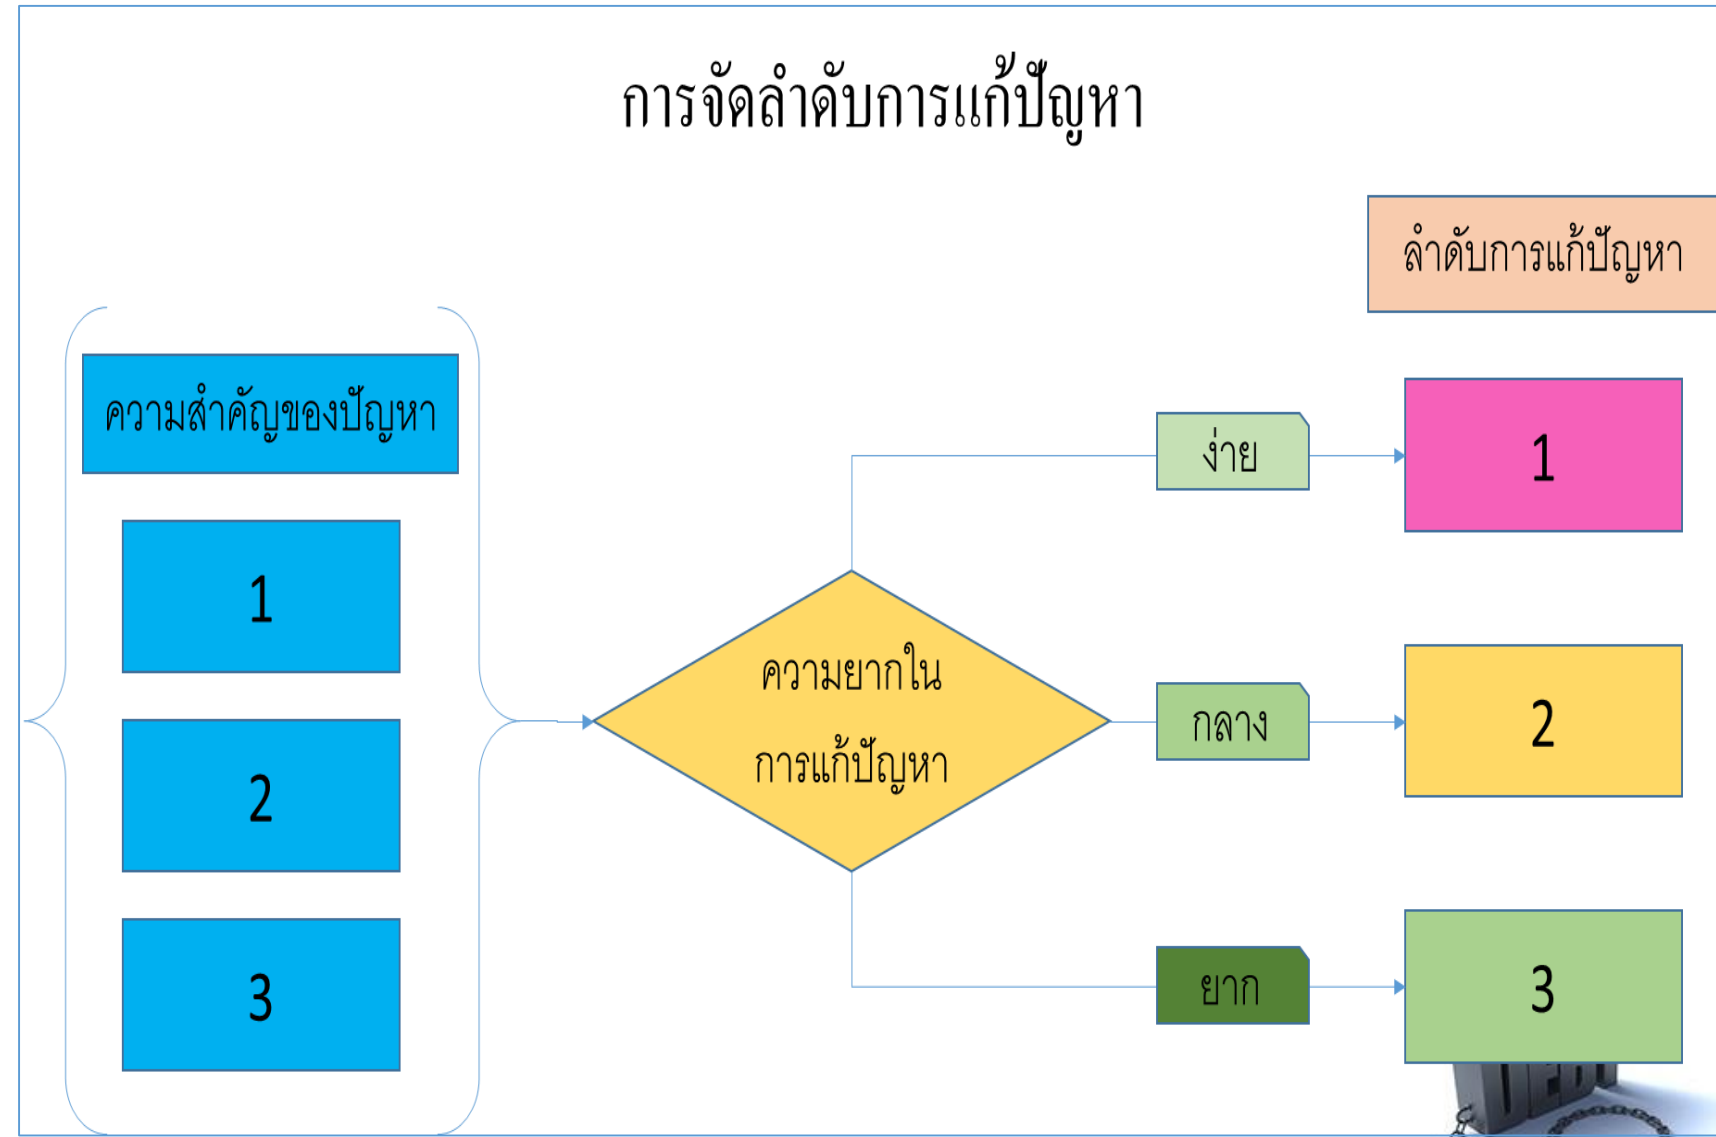 การจัดลำดับการแก้ปัญหา
ลำดับการแก้ปัญหา
ความสำคัญของปัญหา
1
2
3
ความยากใน
การแก้ปัญหา
ง่าย
1
กลาง
2
ยาก
3